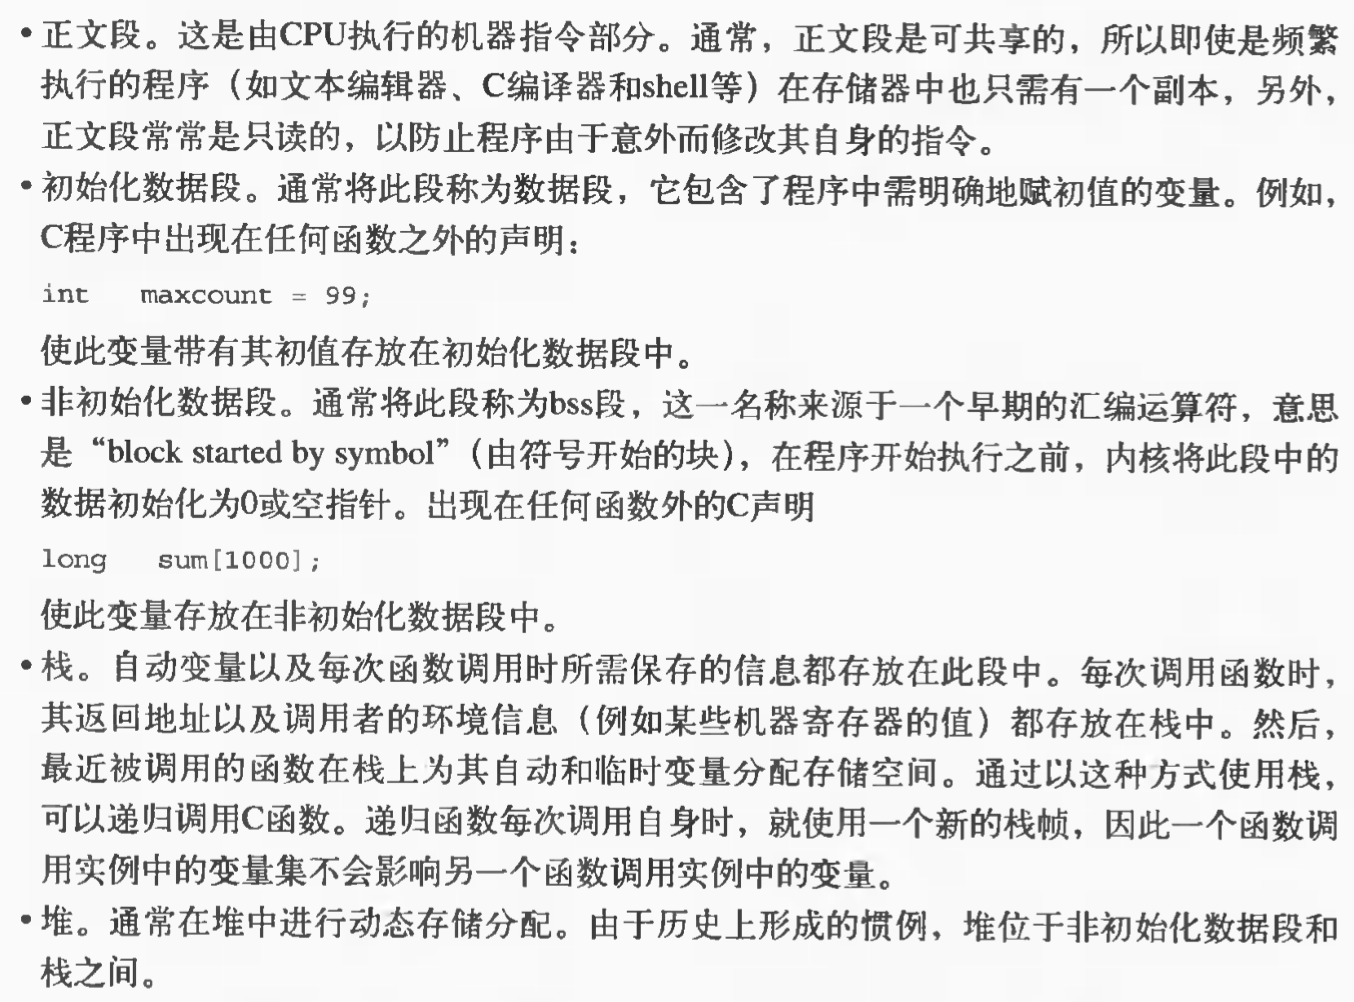 • 正文段。这是由CPU执行的机器指令部分。通常，正文段是可共享的，所以即使是频繁
执行的程序（如文本编辑器、C编译器和shell等）在存储器中也只需有一个副本，另外，
正文段常常是只读的，以防止程序由于意外而修改其自身的指令。
• 初始化数据段。通常将此段称为数据段，它包含了程序中需明确地赋初值的变量。例如，
C程序中出现在任何函数之外的声明：
int maxcount = 99;
使此变量带有其初值存放在初始化数据段中。
• 非初始化数据段。通常将此段称为bss段，这一名称来源于一个早期的汇编运算符，意思
是“block started by symbol”（由符号开始的块），在程序开始执行之前，内核将此段中的
数据初始化为0或空指针。出现在任何函数外的C声明
long sum[1000];
使此变量存放在非初始化数据段中。
• 栈。自动变量以及每次函数调用时所需保存的信息都存放在此段中。每次调用函数时，
其返回地址以及调用者的环境信息（例如某些机器寄存器的值）都存放在栈中。然后，
最近被调用的函数在栈上为其自动和临时变量分配存储空间。通过以这种方式使用栈，
可以递归调用C函数。递归函数每次调用自身时，就使用一个新的栈帧，因此一个函数调
用实例中的变量集不会影响另一个函数调用实例中的变量。
• 堆。通常在堆中进行动态存储分配。由于历史上形成的惯例，堆位于非初始化数据段和
栈之间。